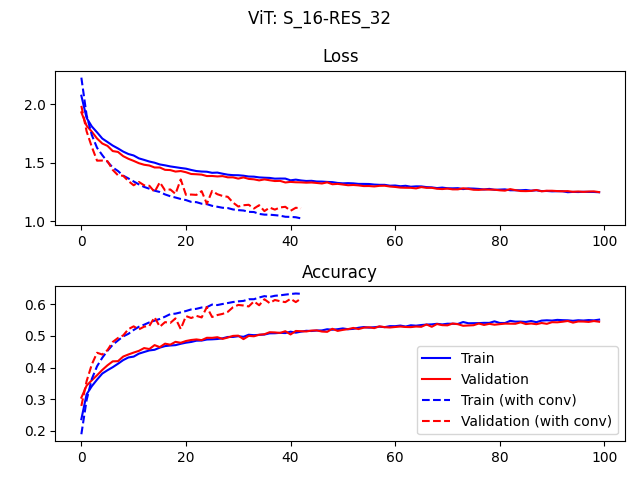 ViT: S_16-RES_32
Loss
2.0
1.5
1.0
0 20 40 60 80 100
Accuracy
0.6
0.5
0.4
0.3
0.2
Train
Validation
Train (with conv)
Validation (with conv)
0 20 40 60 80 100